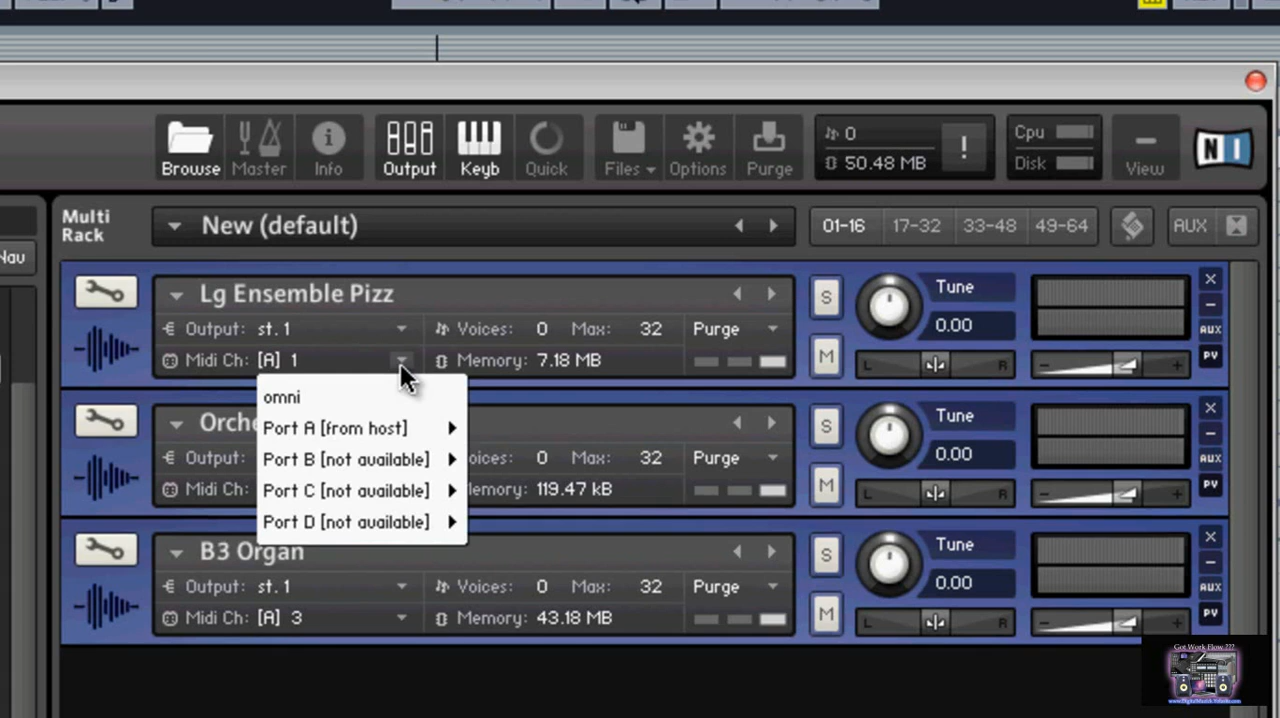 Browse
Master
Info
Output
Keyb
Quick
Files
Options
Purge
0
50.48 MB
!
Cpu
Disk
View
NI
Multi
Rack
New (default)
01-16
17-32
33-48
49-64
AUX
Nav
Lg Ensemble Pizz
Output: st. 1
Voices: 0 Max: 32
Purge
Midi Ch: [A] 1
Memory: 7.18 MB
S
M
Tune
0.00
L R
- +
×
-
AUX
PV
omni
Port A [from host]
Port B [not available]
Port C [not available]
Port D [not available]
Orche
Output:
oices: 0 Max: 32
Purge
Midi Ch:
emory: 119.47 kB
S
M
Tune
0.00
L R
- +
×
-
AUX
PV
B3 Organ
Output: st. 1
Voices: 0 Max: 32
Purge
Midi Ch: [A] 3
Memory: 43.18 MB
S
M
Tune
0.00
L R
- +
×
-
AUX
PV
Got Work Flow ???